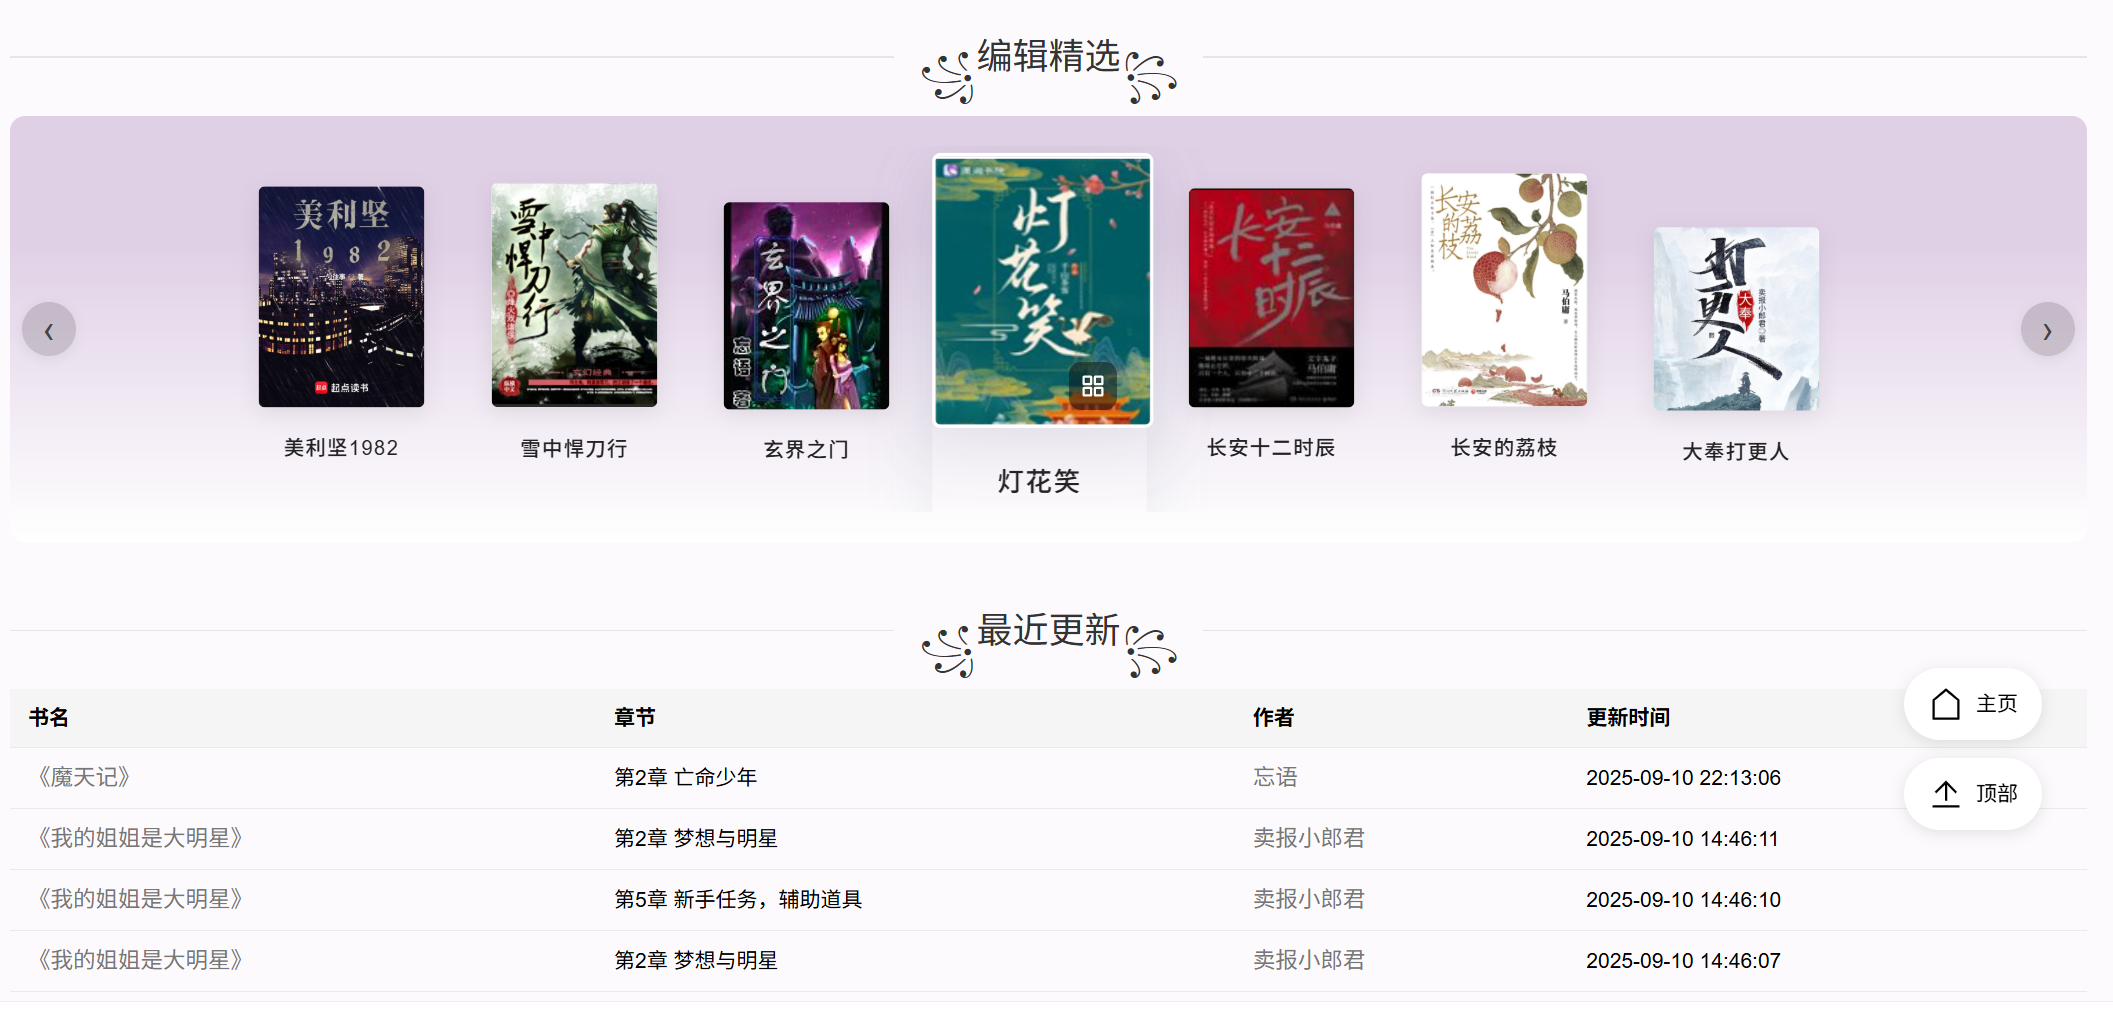 编辑精选
美利坚
1982
起点读书
雪中悍刀行
玄幻经典
玄界之门
忘语 著
灯花笑
长安十二时辰
马伯庸
长安的荔枝
马伯庸
大奉打更人
卖报小郎君◎著
美利坚1982
雪中悍刀行
玄界之门
灯花笑
长安十二时辰
长安的荔枝
大奉打更人
最近更新
书名 章节 作者 更新时间
主页
《魔天记》 第2章 亡命少年 忘语 2025-09-10 22:13:06
顶部
《我的姐姐是大明星》 第2章 梦想与明星 卖报小郎君 2025-09-10 14:46:11
《我的姐姐是大明星》 第5章 新手任务，辅助道具 卖报小郎君 2025-09-10 14:46:10
《我的姐姐是大明星》 第2章 梦想与明星 卖报小郎君 2025-09-10 14:46:07